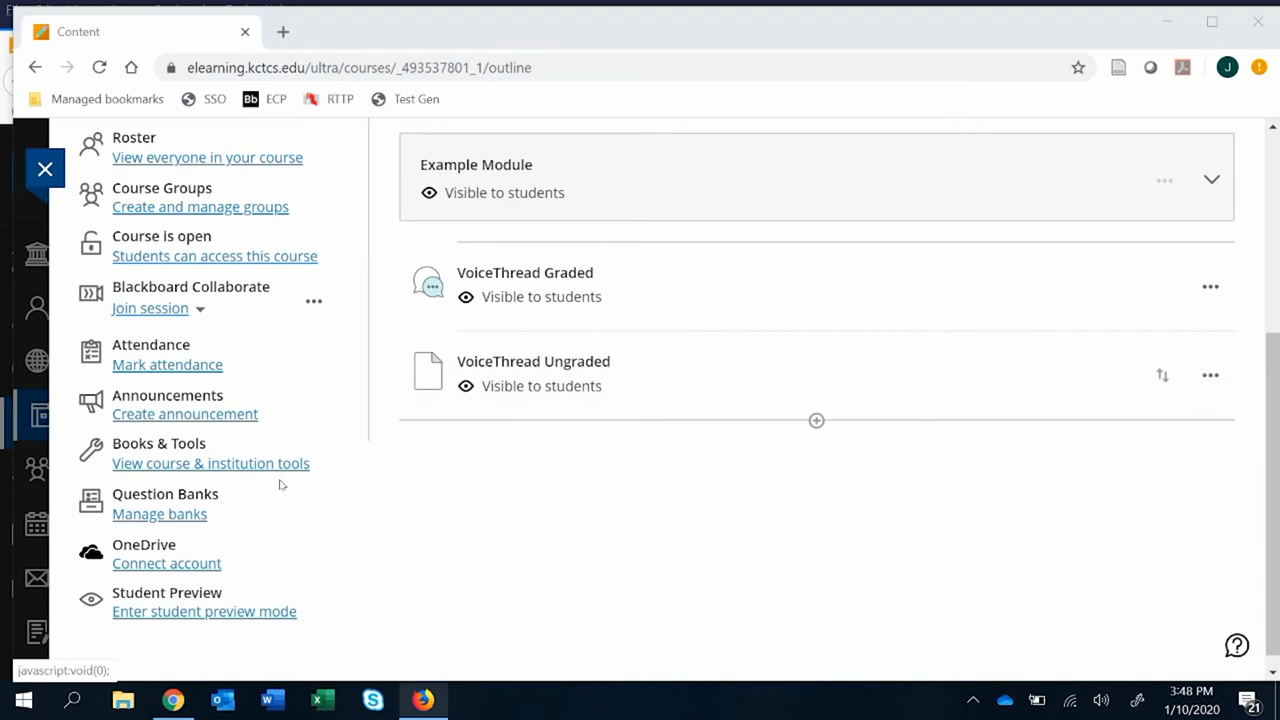 Content
elearning.kctcs.edu/ultra/courses/_493537801_1/outline
J
Managed bookmarks
SSO
Bb ECP
RTTP
Test Gen
Roster
View everyone in your course
Course Groups
Create and manage groups
Course is open
Students can access this course
Blackboard Collaborate
Join session
Attendance
Mark attendance
Announcements
Create announcement
Books & Tools
View course & institution tools
Question Banks
Manage banks
OneDrive
Connect account
Student Preview
Enter student preview mode
Example Module
Visible to students
VoiceThread Graded
Visible to students
VoiceThread Ungraded
Visible to students
javascript:void(0);
3:48 PM
1/10/2020
21